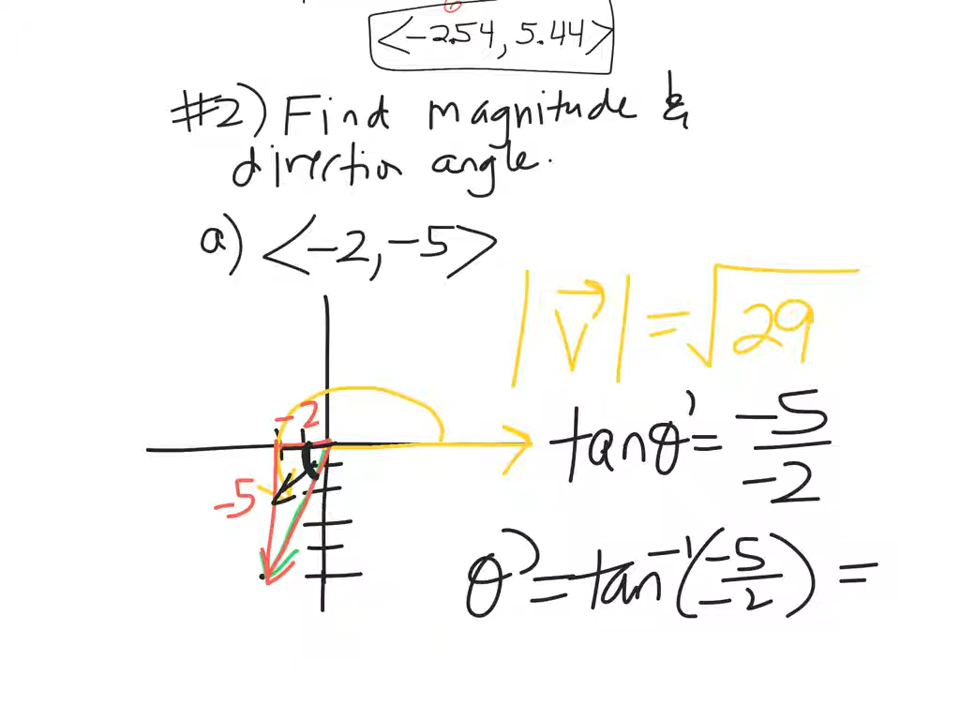 <-2.54, 5.44>
#2) Find magnitude &
direction angle.
a) <-2, -5>
|v⃗| = √29
-2
tanθ' = -5/-2
-5
θ' = tan⁻¹(-5/-2) =